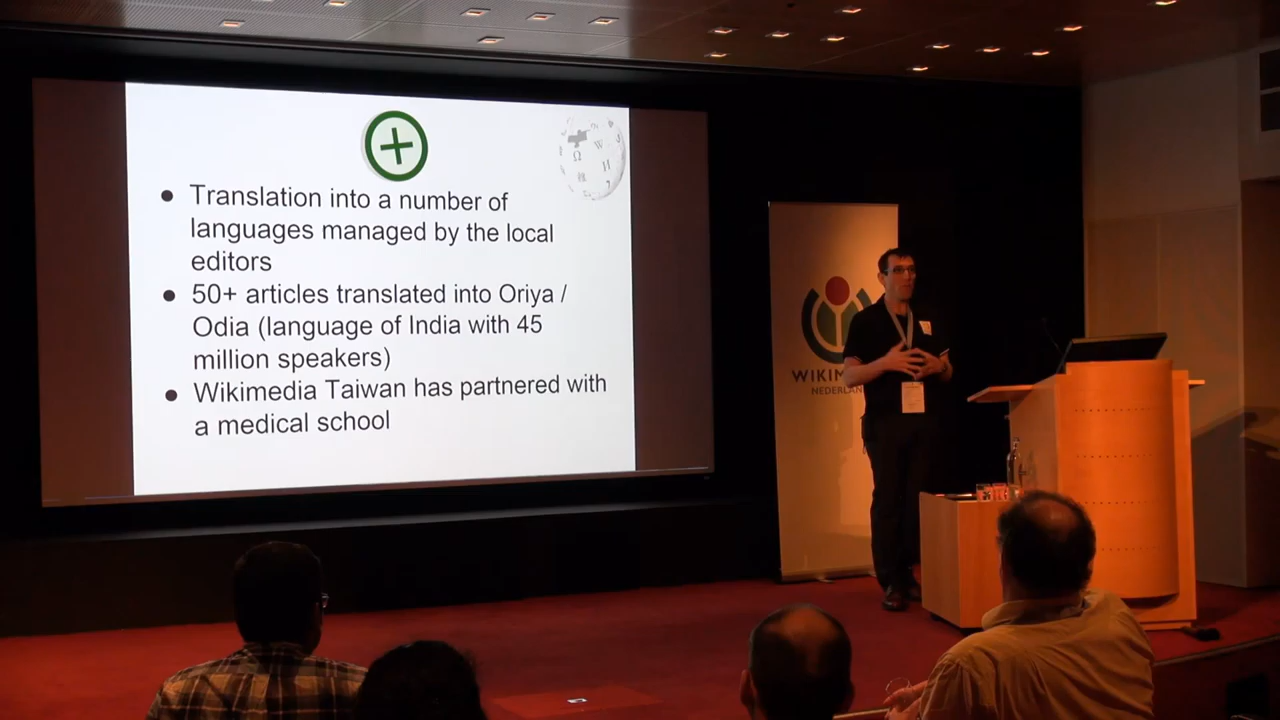 Translation into a number of
languages managed by the local
editors
50+ articles translated into Oriya /
Odia (language of India with 45
million speakers)
Wikimedia Taiwan has partnered with
a medical school
WIKIM
NEDERLAN